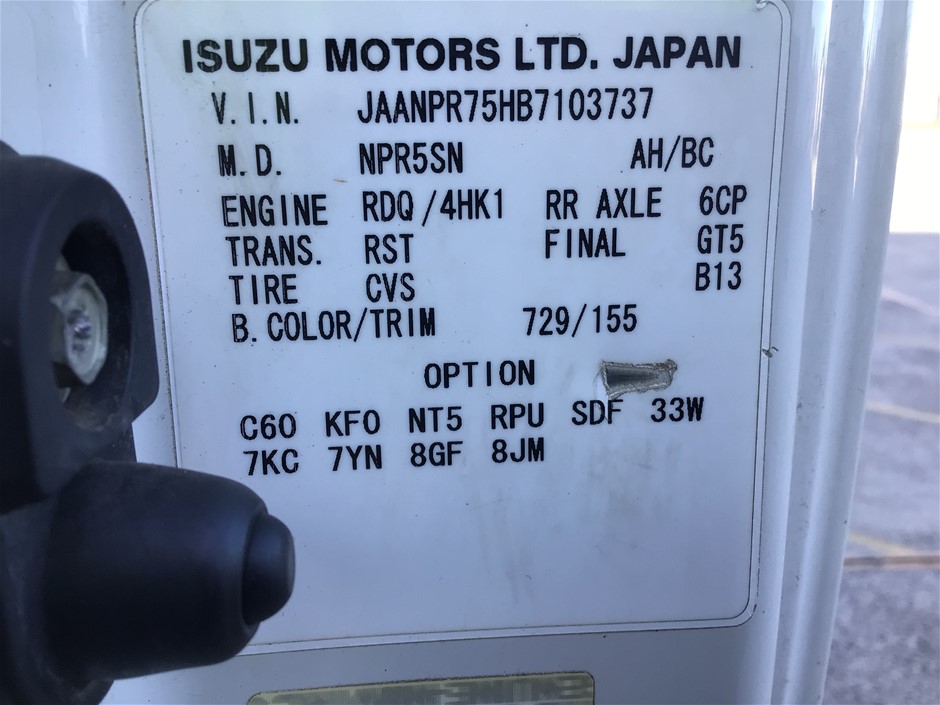 ISUZU MOTORS LTD. JAPAN
V.I.N. JAANPR75HB7103737
M.D. NPR5SN AH/BC
ENGINE RDQ/4HK1 RR AXLE 6CP
TRANS. RST FINAL GT5
TIRE CVS B13
B.COLOR/TRIM 729/155
OPTION
C60 KFO NT5 RPU SDF 33W
7KC 7YN 8GF 8JM